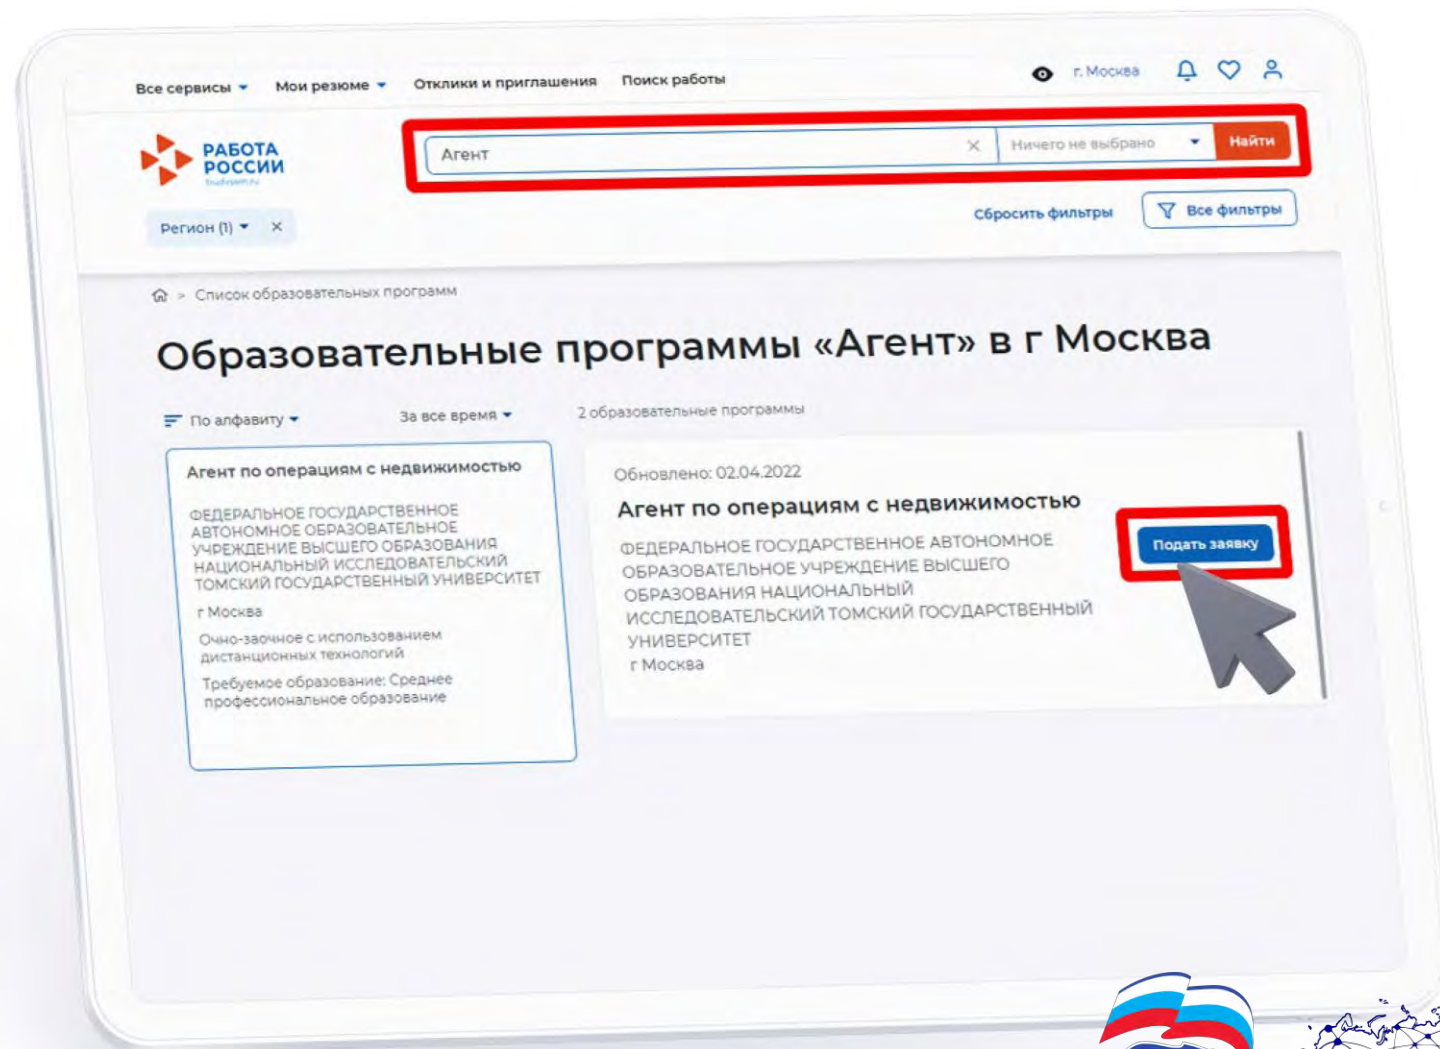 Все сервисы Мои резюме Отклики и приглашения Поиск работы г. Москва
РАБОТА
РОССИИ
trudvsem.ru
Агент Ничего не выбрано Найти
Регион (1) Сбросить фильтры Все фильтры
> Список образовательных программ
Образовательные программы «Агент» в г Москва
По алфавиту За все время 2 образовательные программы
Агент по операциям с недвижимостью
ФЕДЕРАЛЬНОЕ ГОСУДАРСТВЕННОЕ
АВТОНОМНОЕ ОБРАЗОВАТЕЛЬНОЕ
УЧРЕЖДЕНИЕ ВЫСШЕГО ОБРАЗОВАНИЯ
НАЦИОНАЛЬНЫЙ ИССЛЕДОВАТЕЛЬСКИЙ
ТОМСКИЙ ГОСУДАРСТВЕННЫЙ УНИВЕРСИТЕТ
г Москва
Очно-заочное с использованием
дистанционных технологий
Требуемое образование: Среднее
профессиональное образование
Обновлено: 02.04.2022
Агент по операциям с недвижимостью
ФЕДЕРАЛЬНОЕ ГОСУДАРСТВЕННОЕ АВТОНОМНОЕ
ОБРАЗОВАТЕЛЬНОЕ УЧРЕЖДЕНИЕ ВЫСШЕГО
ОБРАЗОВАНИЯ НАЦИОНАЛЬНЫЙ
ИССЛЕДОВАТЕЛЬСКИЙ ТОМСКИЙ ГОСУДАРСТВЕННЫЙ
УНИВЕРСИТЕТ
г Москва
Подать заявку